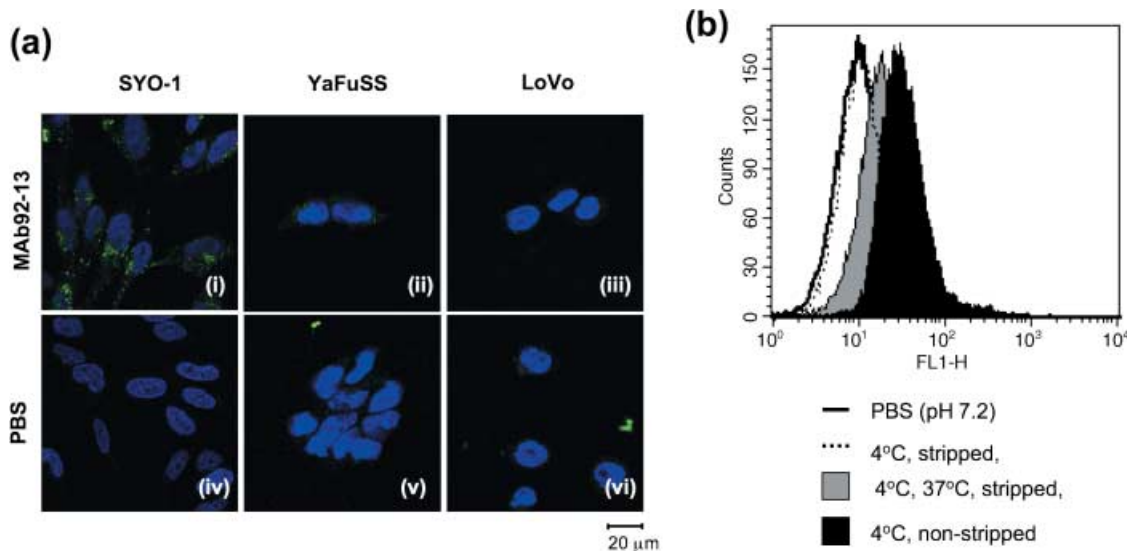 (a)
SYO-1 YaFuSS LoVo
MAb92-13
(i) (ii) (iii)
PBS
(iv) (v) (vi)
20 μm
(b)
Counts
150
120
90
60
30
0
10⁰ 10¹ 10² 10³ 10⁴
FL1-H
PBS (pH 7.2)
4°C, stripped,
4°C, 37°C, stripped,
4°C, non-stripped